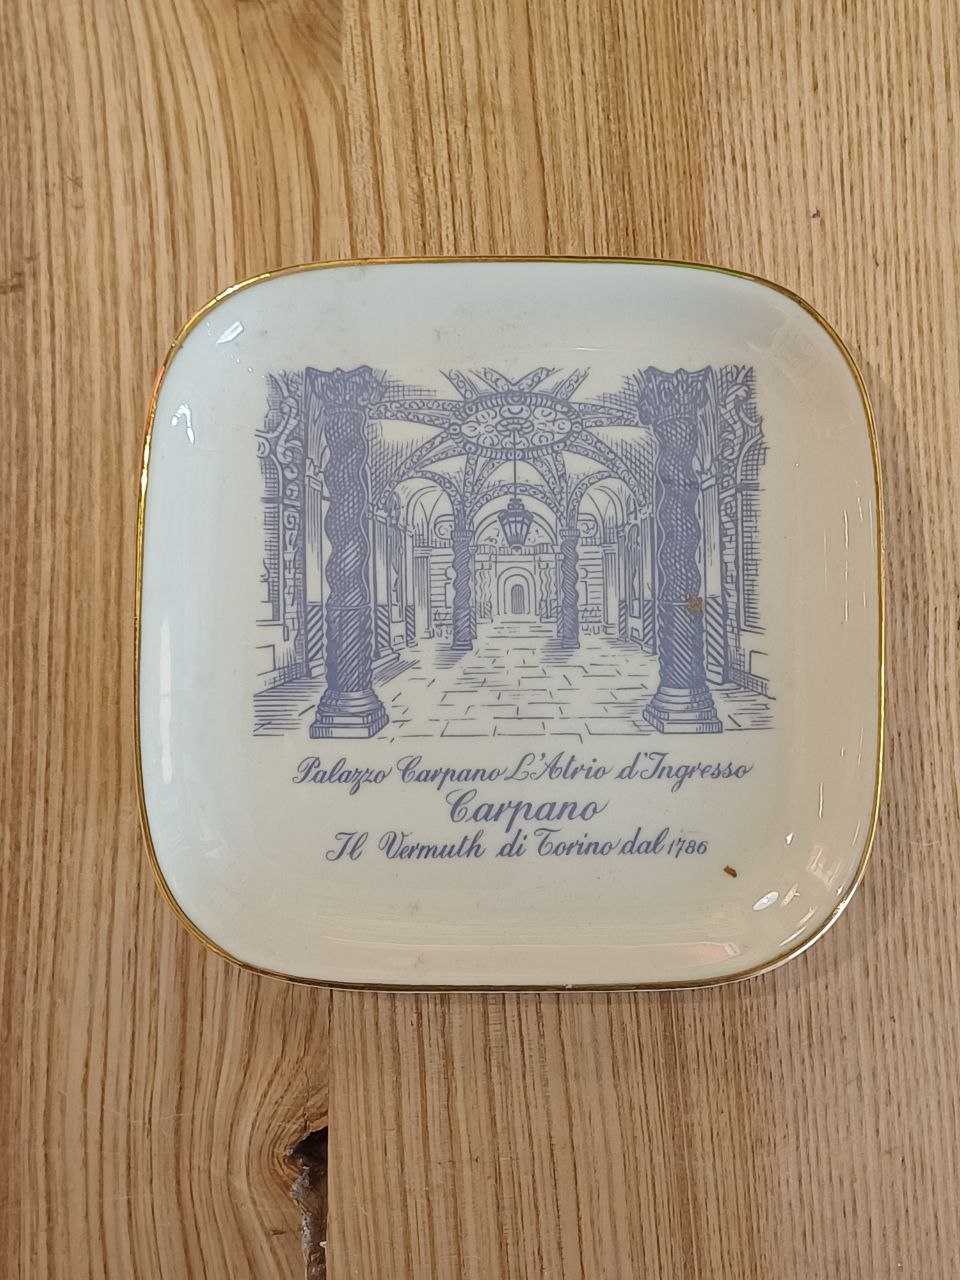 Palazzo Carpano L'Atrio d'Ingresso
Carpano
Il Vermuth di Torino dal 1786